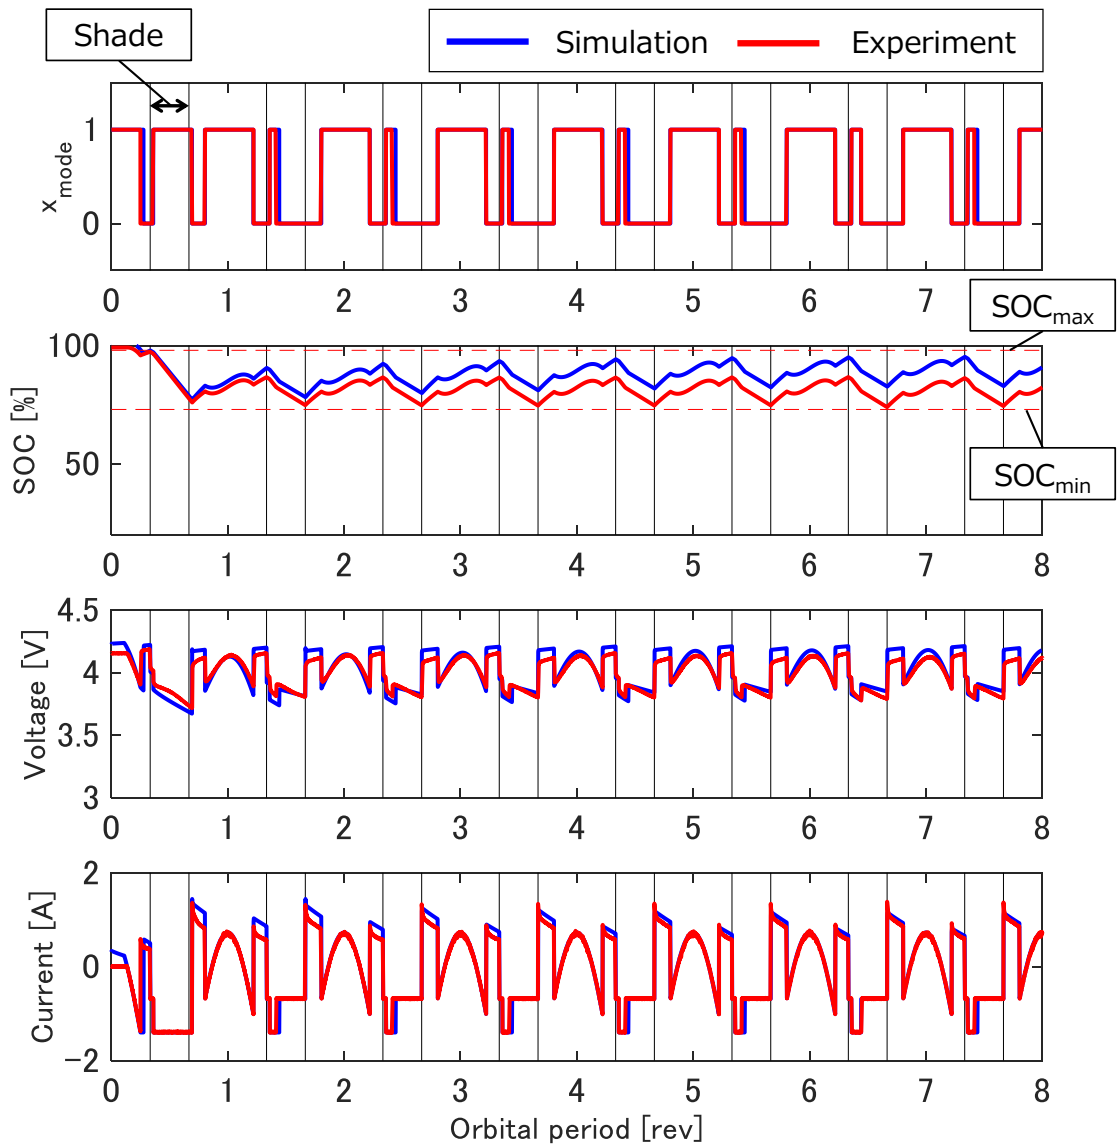 Shade
Simulation
Experiment
1
0
x_mode
0 1 2 3 4 5 6 7 8
SOC_max
100
50
SOC [%]
SOC_min
0 1 2 3 4 5 6 7 8
4.5
4
3.5
3
Voltage [V]
0 1 2 3 4 5 6 7 8
2
0
−2
Current [A]
0 1 2 3 4 5 6 7 8
Orbital period [rev]